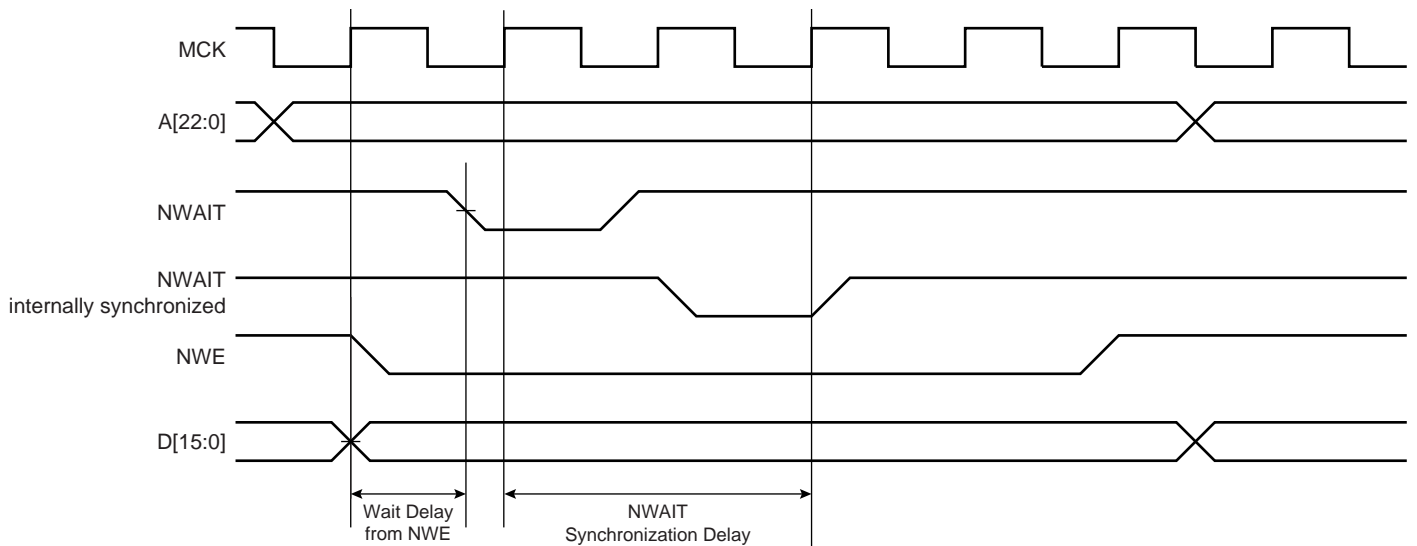 MCK
A[22:0]
NWAIT
NWAIT
internally synchronized
NWE
D[15:0]
Wait Delay
from NWE
NWAIT
Synchronization Delay